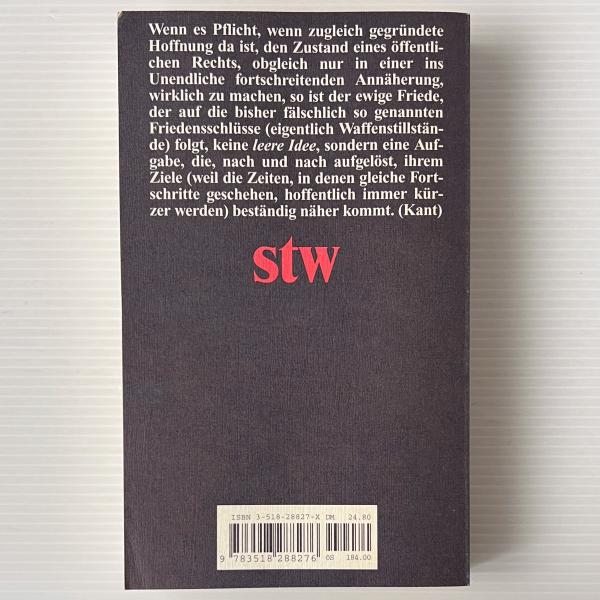 Wenn es Pflicht, wenn zugleich gegründete
Hoffnung da ist, den Zustand eines öffentli-
chen Rechts, obgleich nur in einer ins
Unendliche fortschreitenden Annäherung,
wirklich zu machen, so ist der ewige Friede,
der auf die bisher fälschlich so genannten
Friedensschlüsse (eigentlich Waffenstillstän-
de) folgt, keine leere Idee, sondern eine Auf-
gabe, die, nach und nach aufgelöst, ihrem
Ziele (weil die Zeiten, in denen gleiche Fort-
schritte geschehen, hoffentlich immer kür-
zer werden) beständig näher kommt. (Kant)
stw
ISBN 3-518-28827-X DM 24.80
9 783518 288276 öS 184.00